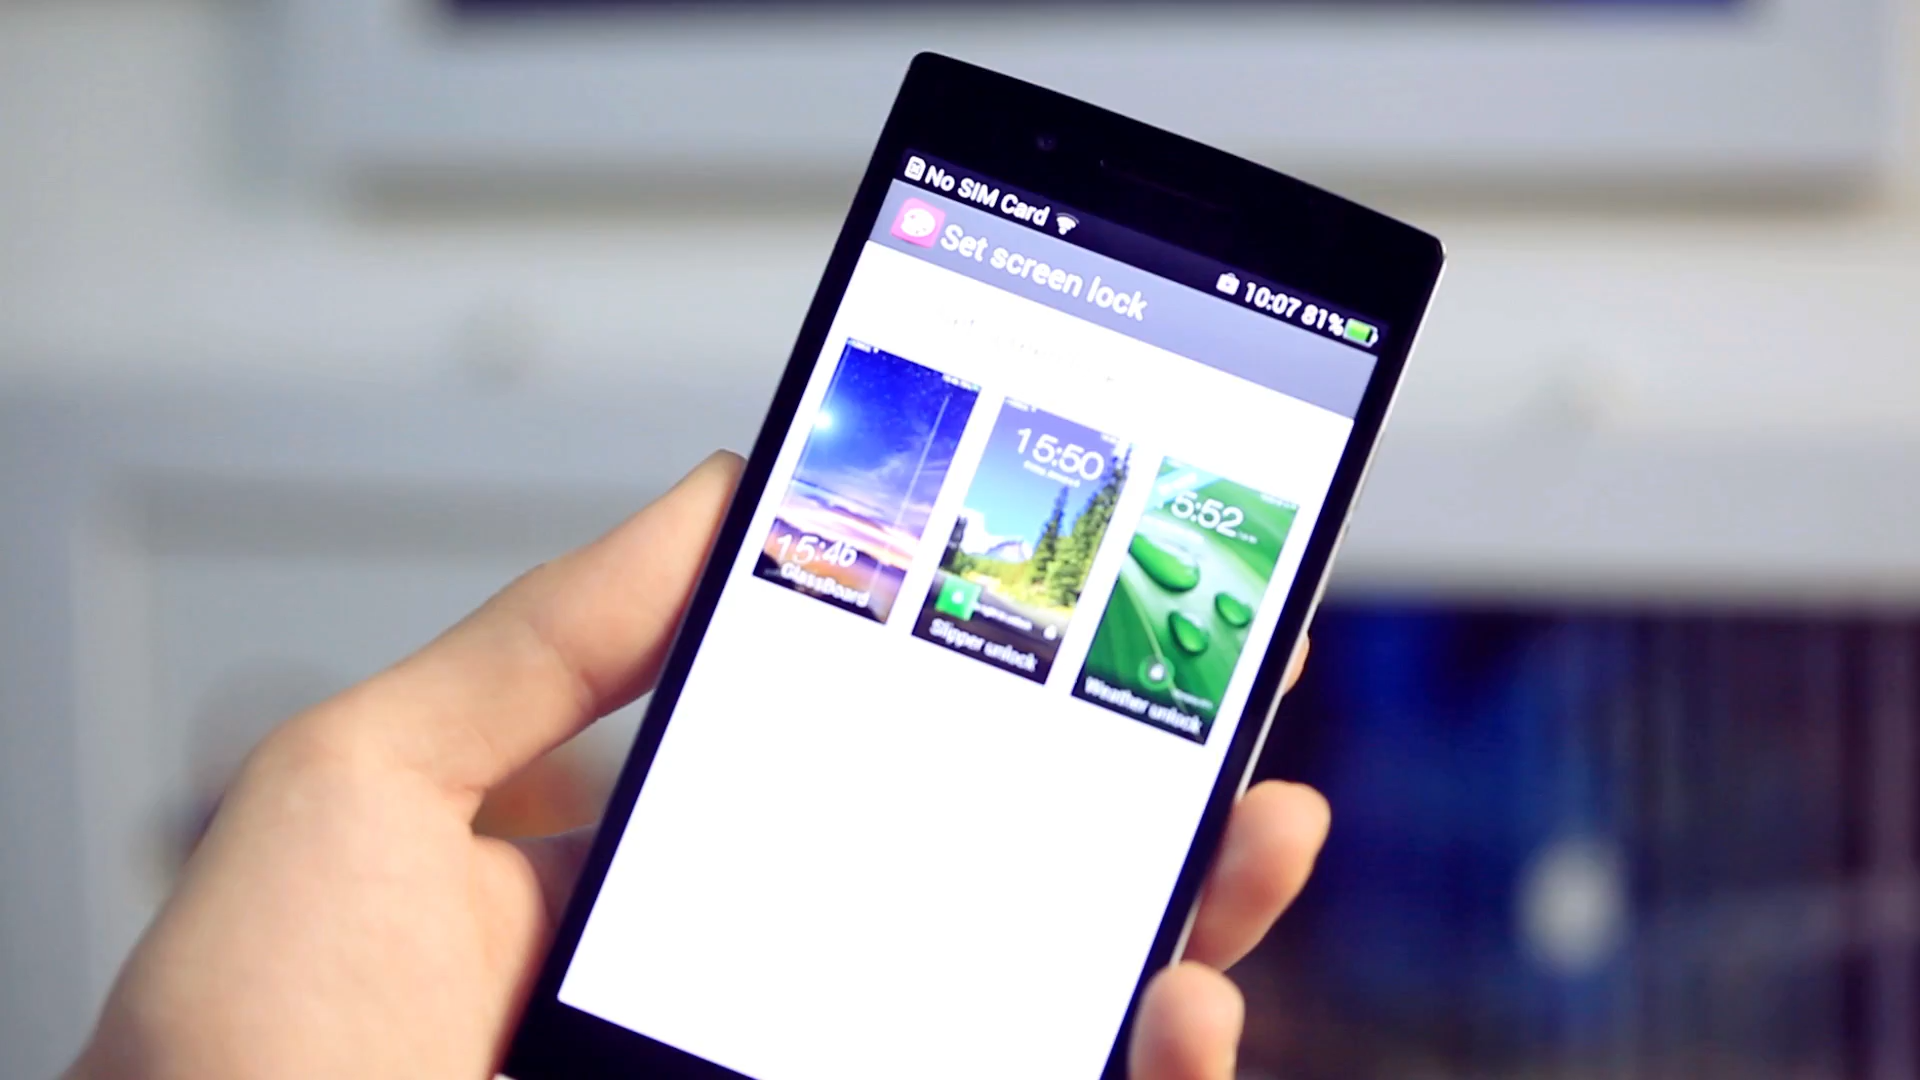 No SIM Card
10:07 81%
Set screen lock
15:46
GlassBoard
15:50
Slipper unlock
5:52
Weather unlock